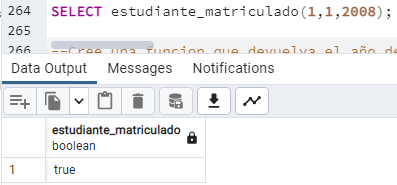 264 SELECT estudiante_matriculado(1,1,2008);
265
266 --Cree una funcion que devuelva el año de
Data Output Messages Notifications
estudiante_matriculado
boolean
1 true